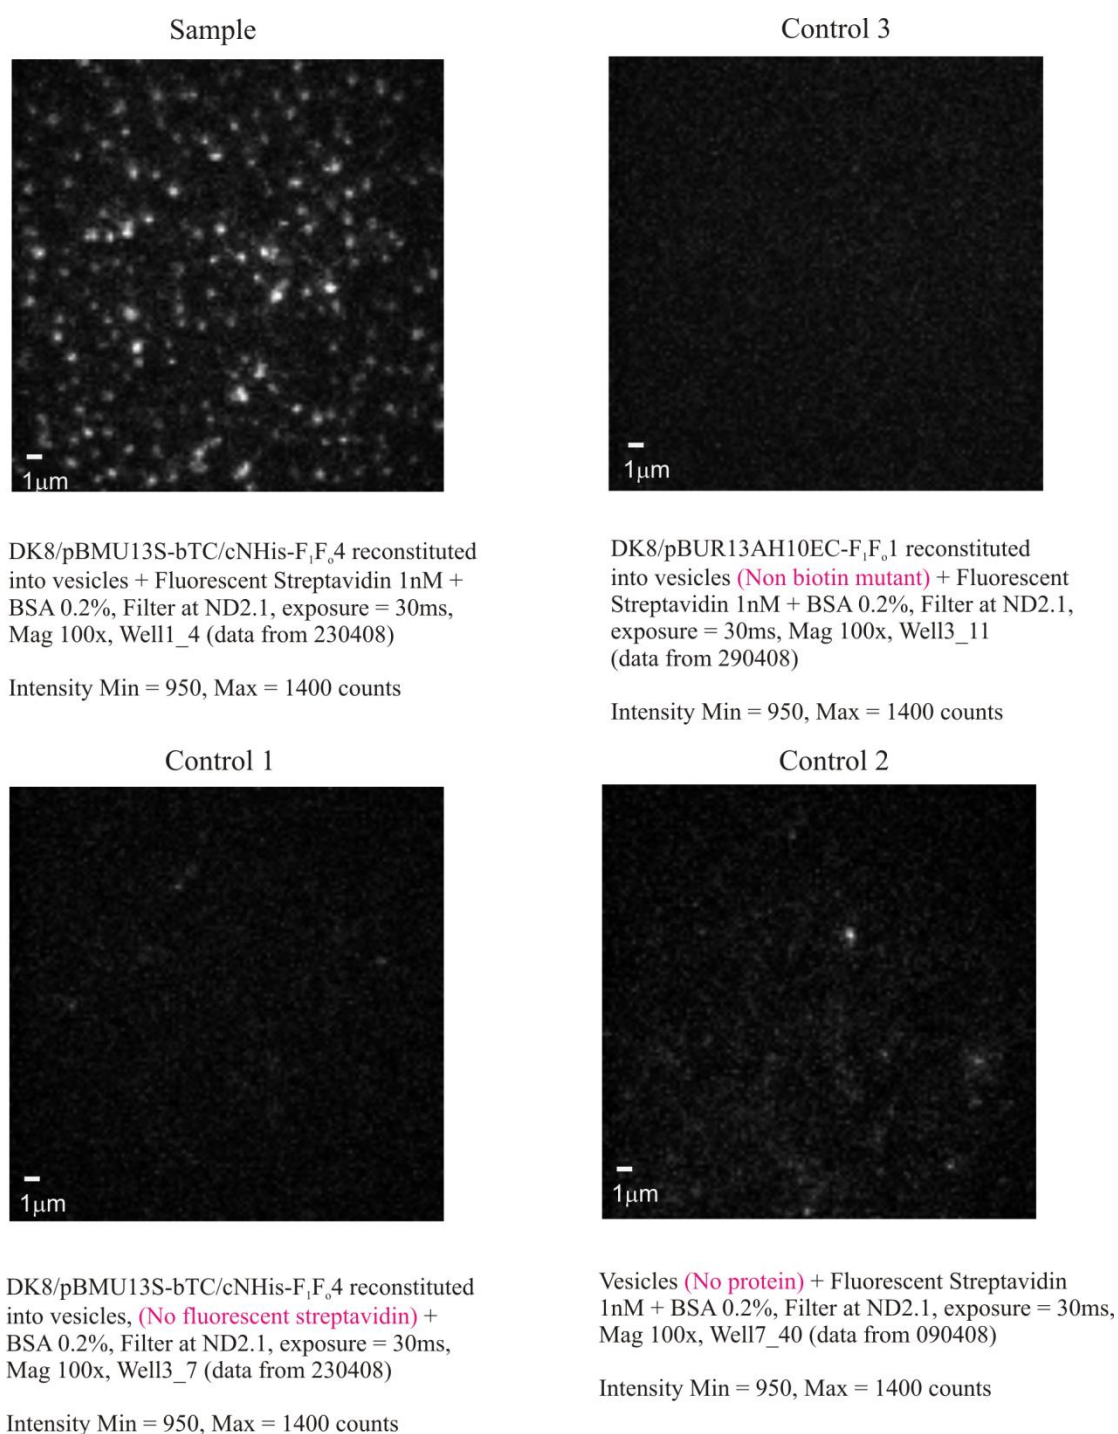 Sample
1μm
DK8/pBMU13S-bTC/cNHis-F₁Fₒ4 reconstituted
into vesicles + Fluorescent Streptavidin 1nM +
BSA 0.2%, Filter at ND2.1, exposure = 30ms,
Mag 100x, Well1_4 (data from 230408)
Intensity Min = 950, Max = 1400 counts
Control 3
1μm
DK8/pBUR13AH10EC-F₁Fₒ1 reconstituted
into vesicles (Non biotin mutant) + Fluorescent
Streptavidin 1nM + BSA 0.2%, Filter at ND2.1,
exposure = 30ms, Mag 100x, Well3_11
(data from 290408)
Intensity Min = 950, Max = 1400 counts
Control 1
1μm
DK8/pBMU13S-bTC/cNHis-F₁Fₒ4 reconstituted
into vesicles, (No fluorescent streptavidin) +
BSA 0.2%, Filter at ND2.1, exposure = 30ms,
Mag 100x, Well3_7 (data from 230408)
Intensity Min = 950, Max = 1400 counts
Control 2
1μm
Vesicles (No protein) + Fluorescent Streptavidin
1nM + BSA 0.2%, Filter at ND2.1, exposure = 30ms,
Mag 100x, Well7_40 (data from 090408)
Intensity Min = 950, Max = 1400 counts